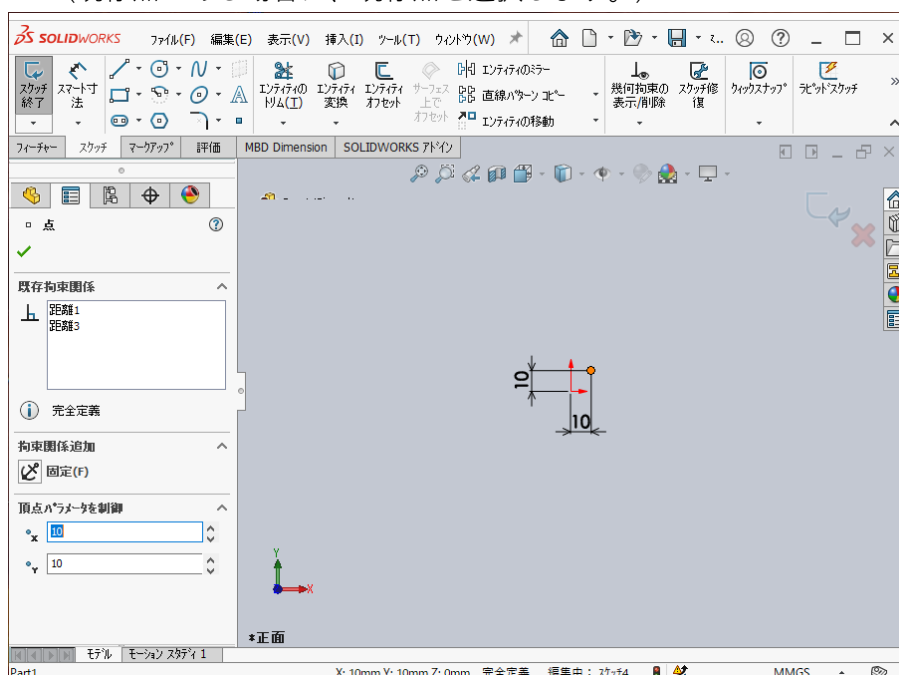 SOLIDWORKS ファイル(F) 編集(E) 表示(V) 挿入(I) ツール(T) ウィンドウ(W)
スケッチ終了
スマート寸法
エンティティのトリム(T)
エンティティ変換
エンティティオフセット
サーフェス上でオフセット
エンティティのミラー
直線パターン コピー
エンティティの移動
幾何拘束の表示/削除
スケッチ修復
クイックスナップ
ラピッドスケッチ
フィーチャー スケッチ マークアップ 評価 MBD Dimension SOLIDWORKS アドイン
点
既存拘束関係
距離1
距離3
完全定義
拘束関係追加
固定(F)
頂点パラメータを制御
x 10
Y 10
10
10
Y
X
*正面
モデル モーション スタディ 1
Part1 X: 10mm Y: 10mm Z: 0mm 完全定義 編集中: スケッチ4 MMGS